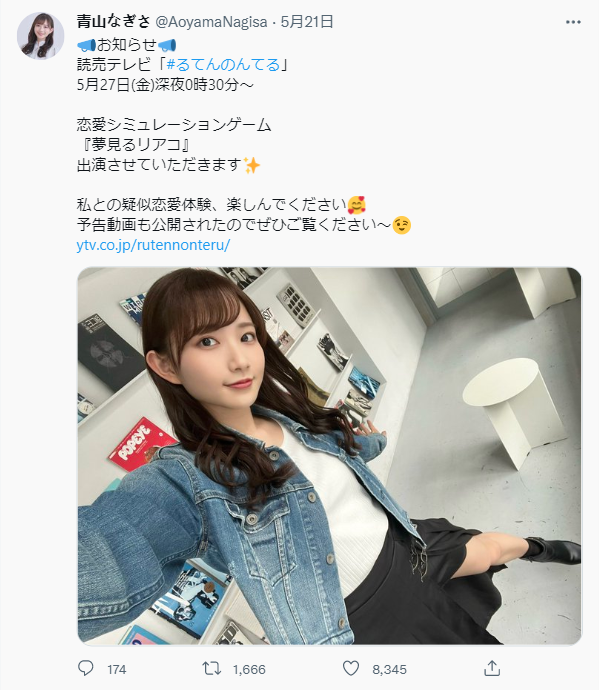 青山なぎさ @AoyamaNagisa · 5月21日
📣お知らせ📣
読売テレビ「#るてんのんてる」
5月27日(金)深夜0時30分〜
恋愛シミュレーションゲーム
『夢見るリアコ』
出演させていただきます✨
私との疑似恋愛体験、楽しんでください🥰
予告動画も公開されたのでぜひご覧ください〜😉
ytv.co.jp/rutennonteru/
POPEYE
174 1,666 8,345